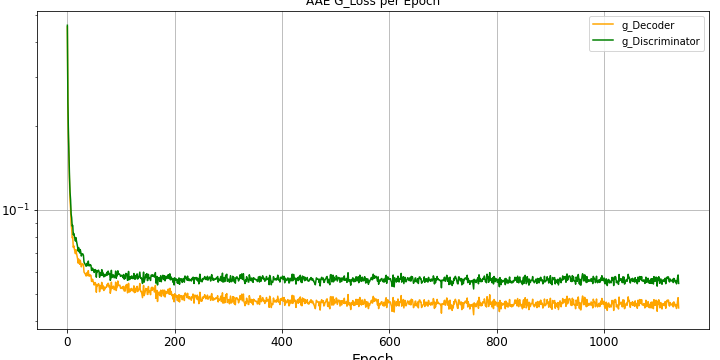 AAE G_Loss per Epoch
g_Decoder
g_Discriminator
10⁻¹
0 200 400 600 800 1000
Epoch